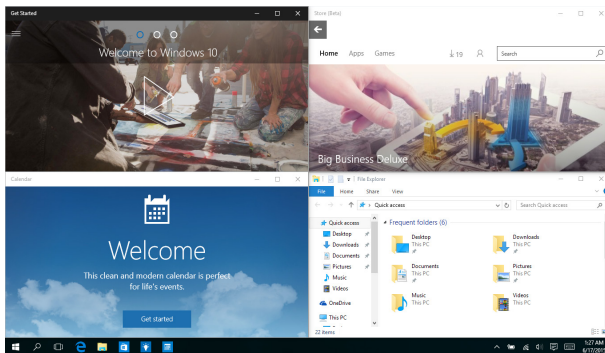 Get Started
Welcome to Windows 10
Store (Beta)
Home Apps Games
19
Search
Big Business Deluxe
Calendar
Welcome
This clean and modern calendar is perfect
for life's events.
Get started
File Explorer
File Home Share View
Quick access
Search Quick access
Quick access
Desktop
Downloads
Documents
Pictures
Music
Videos
OneDrive
This PC
Frequent folders (6)
Desktop
This PC
Downloads
This PC
Documents
This PC
Pictures
This PC
Music
This PC
Videos
This PC
22 items
1:27 AM